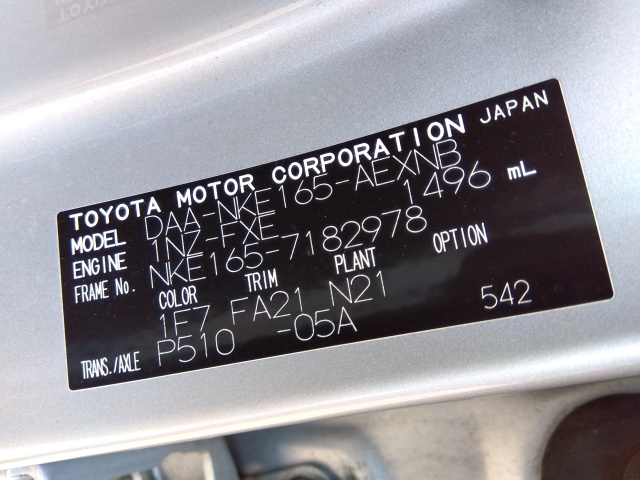 TOYOTA MOTOR CORPORATION JAPAN
MODEL DAA-NKE165-AEXNB
ENGINE 1NZ-FXE 1496 mL
FRAME No. NKE165-7182978
COLOR TRIM PLANT OPTION
1F7 FA21 N21
TRANS./AXLE P510 -05A 542